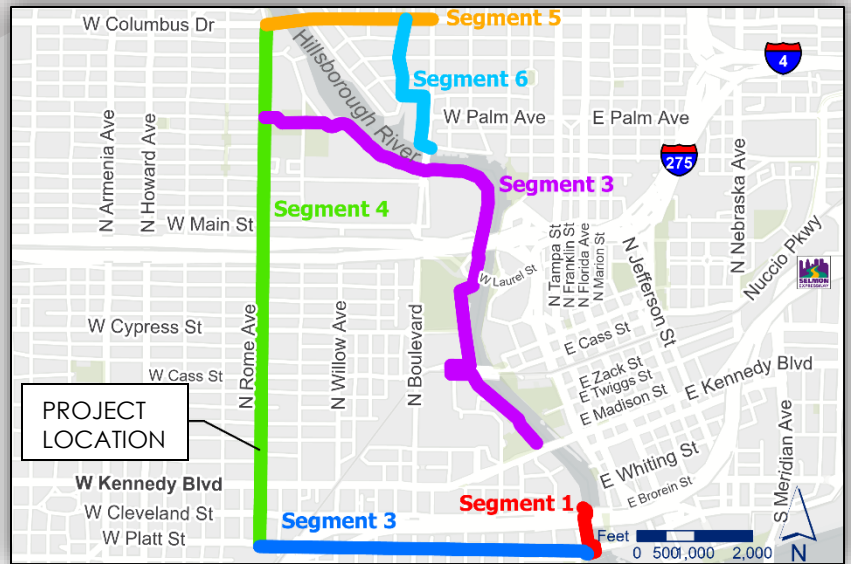 W Columbus Dr
Segment 5
Hillsborough River
4
Segment 6
W Palm Ave
E Palm Ave
N Armenia Ave
N Howard Ave
275
N Nebraska Ave
Segment 3
Segment 4
W Main St
N Tampa St
N Franklin St
N Florida Ave
N Marion St
N Jefferson St
Nuccio Pkwy
SELMON
EXPRESSWAY
W Laurel St
W Cypress St
N Rome Ave
N Willow Ave
N Boulevard
E Cass St
W Cass St
E Zack St
E Twiggs St
E Madison St
E Kennedy Blvd
PROJECT
LOCATION
E Whiting St
S Meridian Ave
W Kennedy Blvd
E Brorein St
Segment 1
W Cleveland St
Segment 3
W Platt St
Feet
0 500 1,000 2,000
N